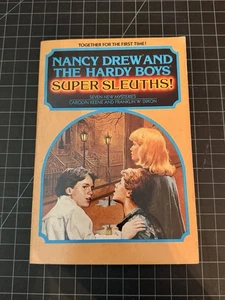 TOGETHER FOR THE FIRST TIME!
NANCY DREW AND
THE HARDY BOYS
SUPER SLEUTHS!
SEVEN NEW MYSTERIES
CAROLYN KEENE AND FRANKLIN W. DIXON